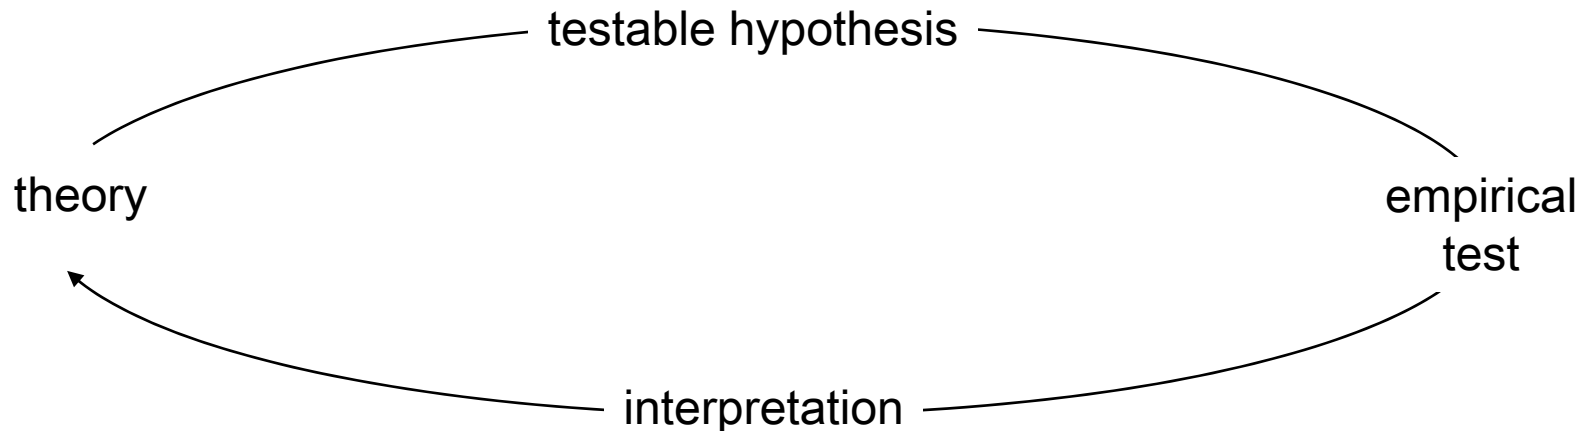 testable hypothesis
theory
empirical
test
interpretation